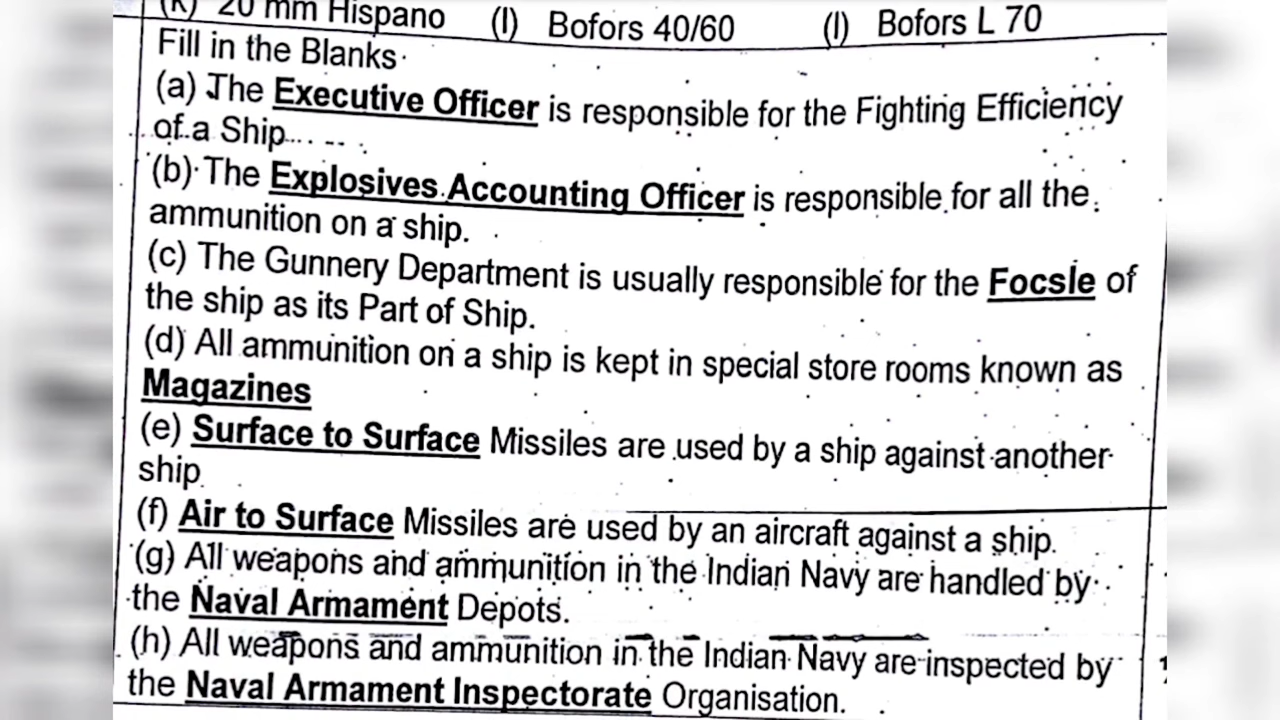 (k) 20 mm Hispano (l) Bofors 40/60 (l) Bofors L 70
Fill in the Blanks
(a) The Executive Officer is responsible for the Fighting Efficiency
of a Ship
(b) The Explosives Accounting Officer is responsible for all the
ammunition on a ship.
(c) The Gunnery Department is usually responsible for the Focsle of
the ship as its Part of Ship.
(d) All ammunition on a ship is kept in special store rooms known as
Magazines
(e) Surface to Surface Missiles are used by a ship against another
ship
(f) Air to Surface Missiles are used by an aircraft against a ship.
(g) All weapons and ammunition in the Indian Navy are handled by
the Naval Armament Depots.
(h) All weapons and ammunition in the Indian Navy are inspected by
the Naval Armament Inspectorate Organisation.